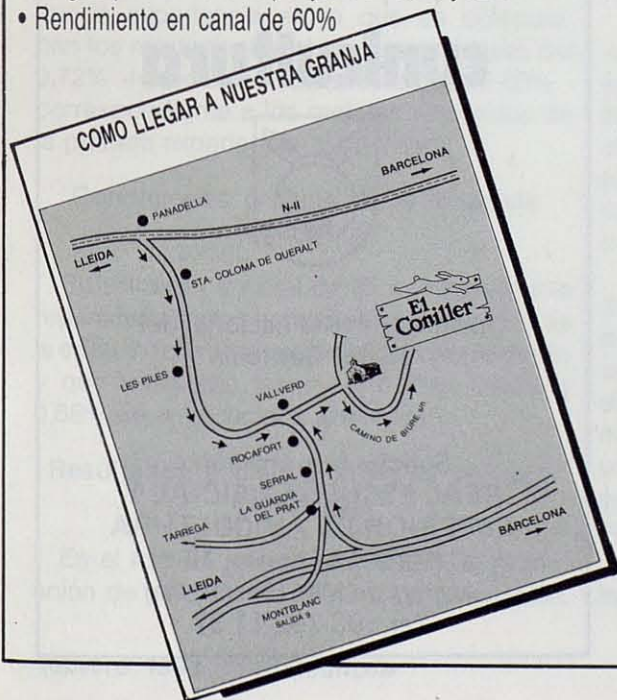 • Rendimiento en canal de 60%
COMO LLEGAR A NUESTRA GRANJA
BARCELONA
PANADELLA
N-II
LLEIDA
STA. COLOMA DE QUERALT
El
Coniller
LES PILES
VALLVERD
CAMINO DE BIURE, s/n
ROCAFORT
SERRAL
LA GUARDIA
DEL PRAT
TARREGA
BARCELONA
LLEIDA
MONTBLANC
SALIDA 9